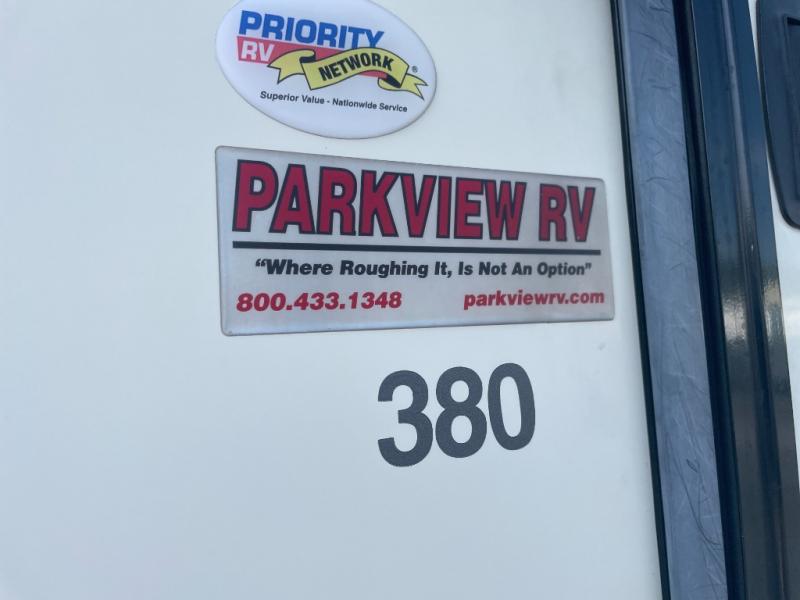 PRIORITY
RV NETWORK®
Superior Value - Nationwide Service
PARKVIEW RV
"Where Roughing It, Is Not An Option"
800.433.1348 parkviewrv.com
380